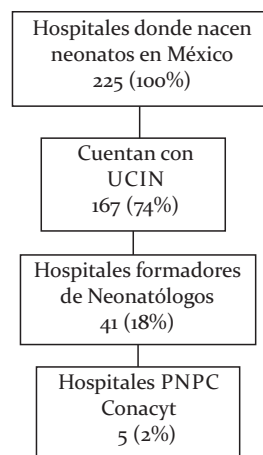 Hospitales donde nacen
neonatos en México
225 (100%)
Cuentan con
UCIN
167 (74%)
Hospitales formadores
de Neonatólogos
41 (18%)
Hospitales PNPC
Conacyt
5 (2%)